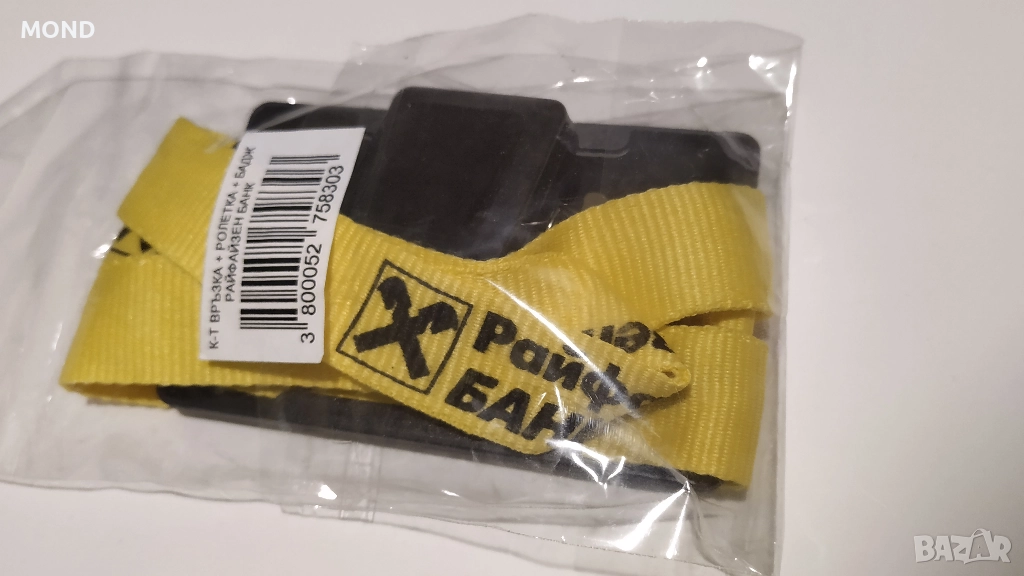 MOND
К-Т ВРЪЗКА + РОЛЕТКА + БАДЖ
РАЙФАЙЗЕН БАНК
3 800052 758303
Райф
БАН
BAZAR